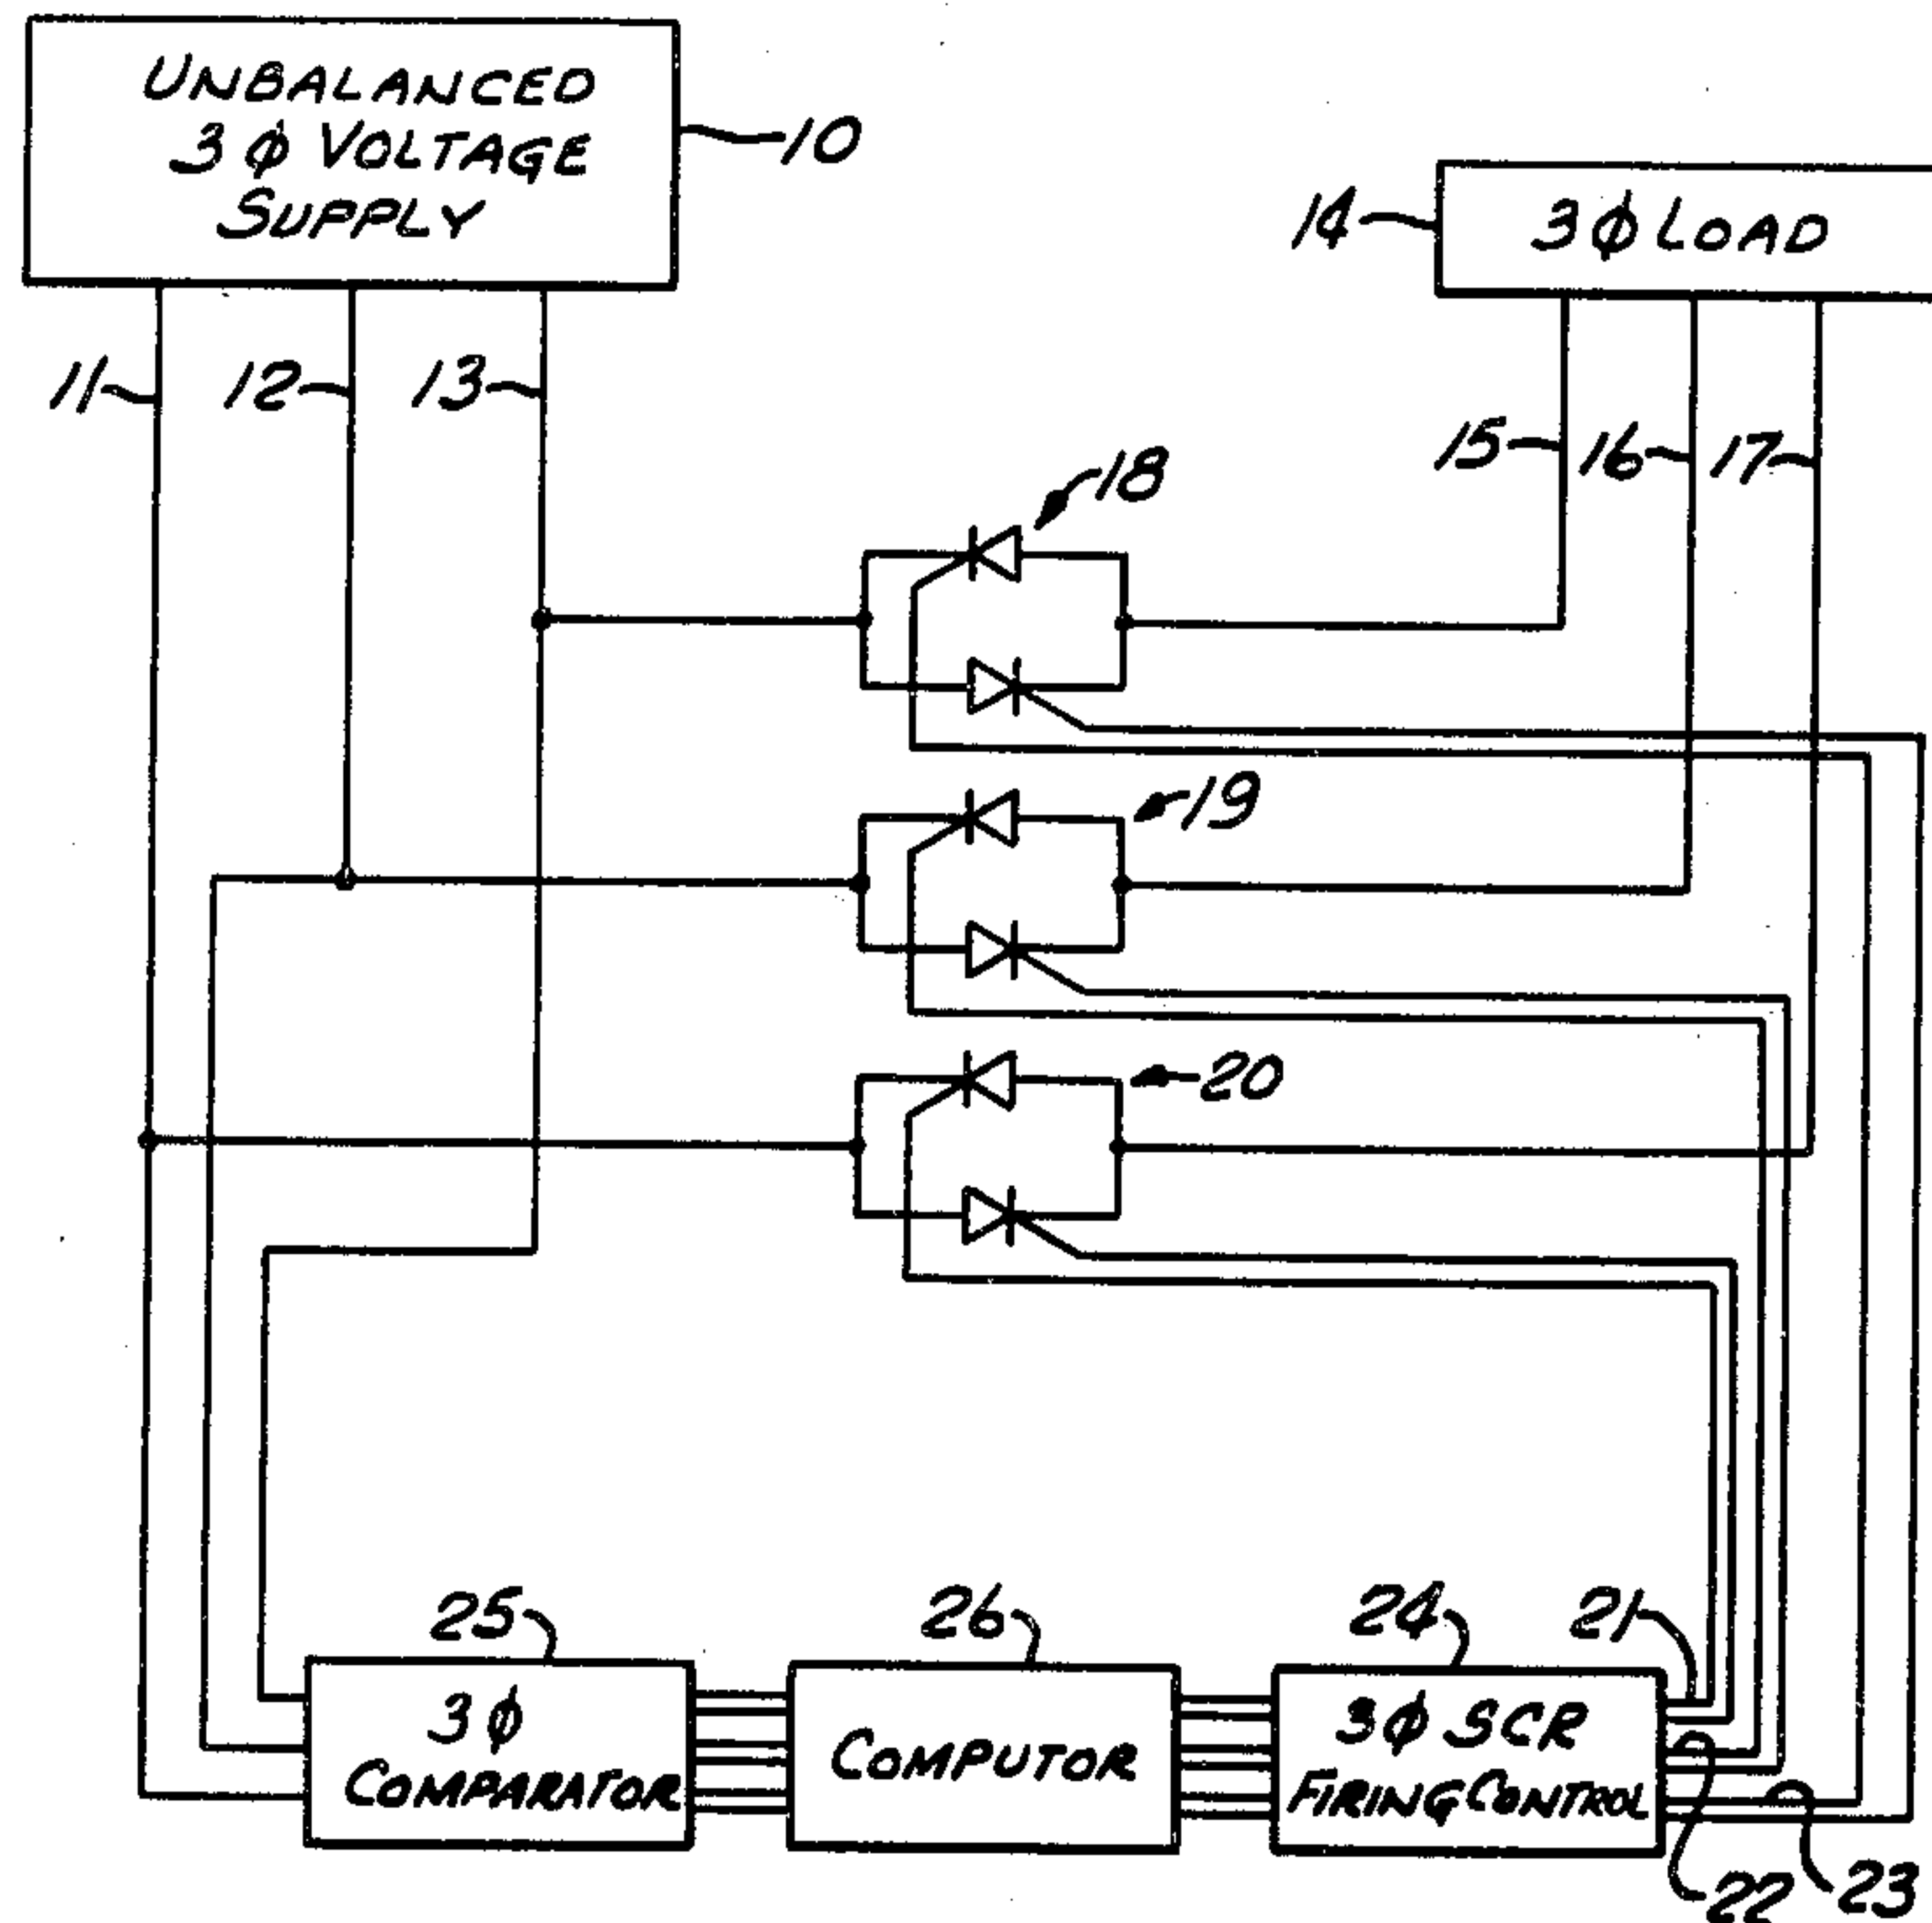 UNBALANCED
3 ϕ VOLTAGE
SUPPLY
10
14
3 ϕ LOAD
11
12
13
15
16
17
18
19
20
25
26
24
21
3 ϕ
COMPARATOR
COMPUTOR
3 ϕ SCR
FIRING CONTROL
22
23